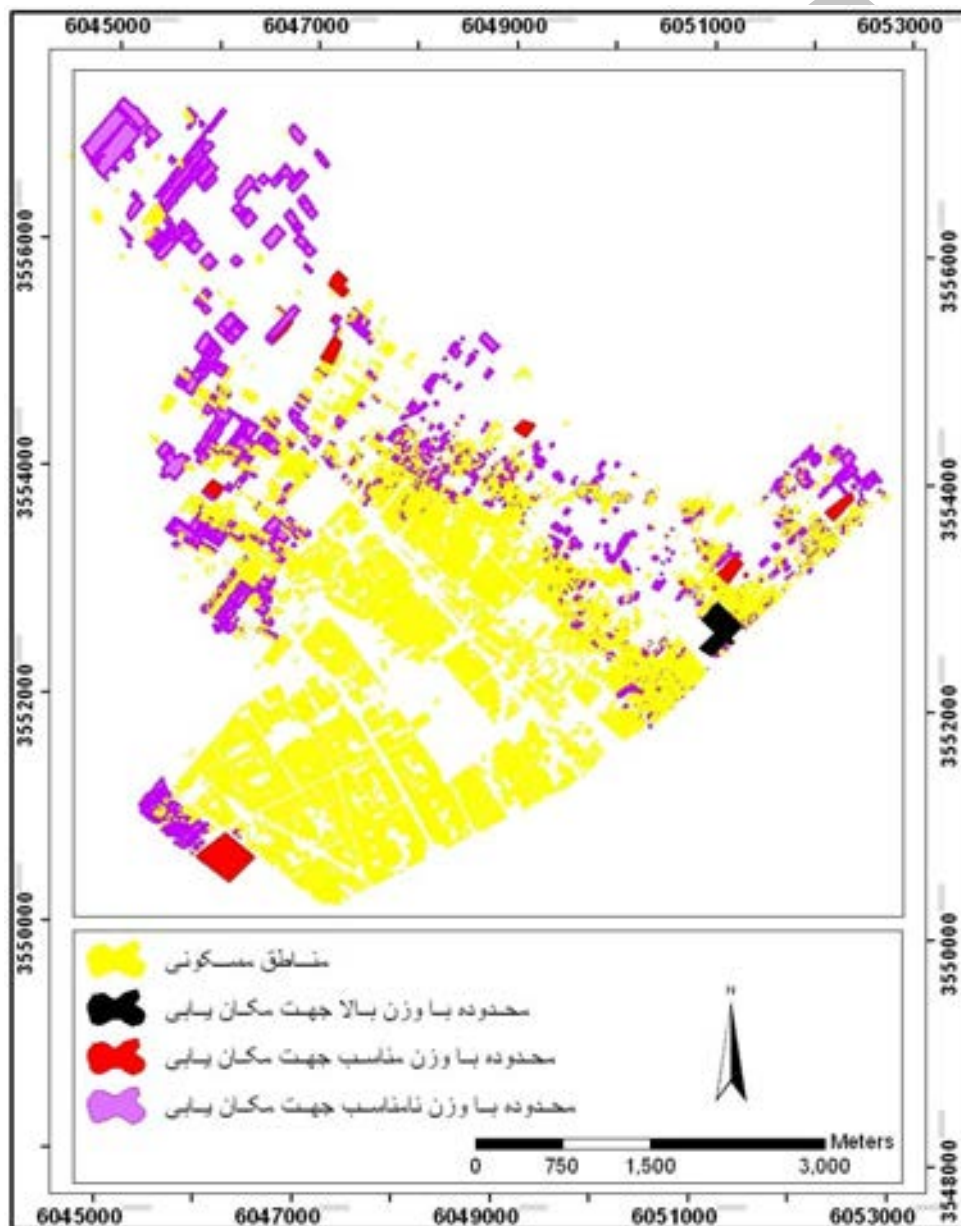 6045000 6047000 6049000 6051000 6053000
3556000
3556000
3554000
3554000
3552000
3552000
3550000
3550000
3548000
مناطق مسکونی
محدوده با وزن بالا جهت مکان یابی
محدوده با وزن مناسب جهت مکان یابی
محدوده با وزن نامناسب جهت مکان یابی
N
Meters
0 750 1,500 3,000
6045000 6047000 6049000 6051000 6053000